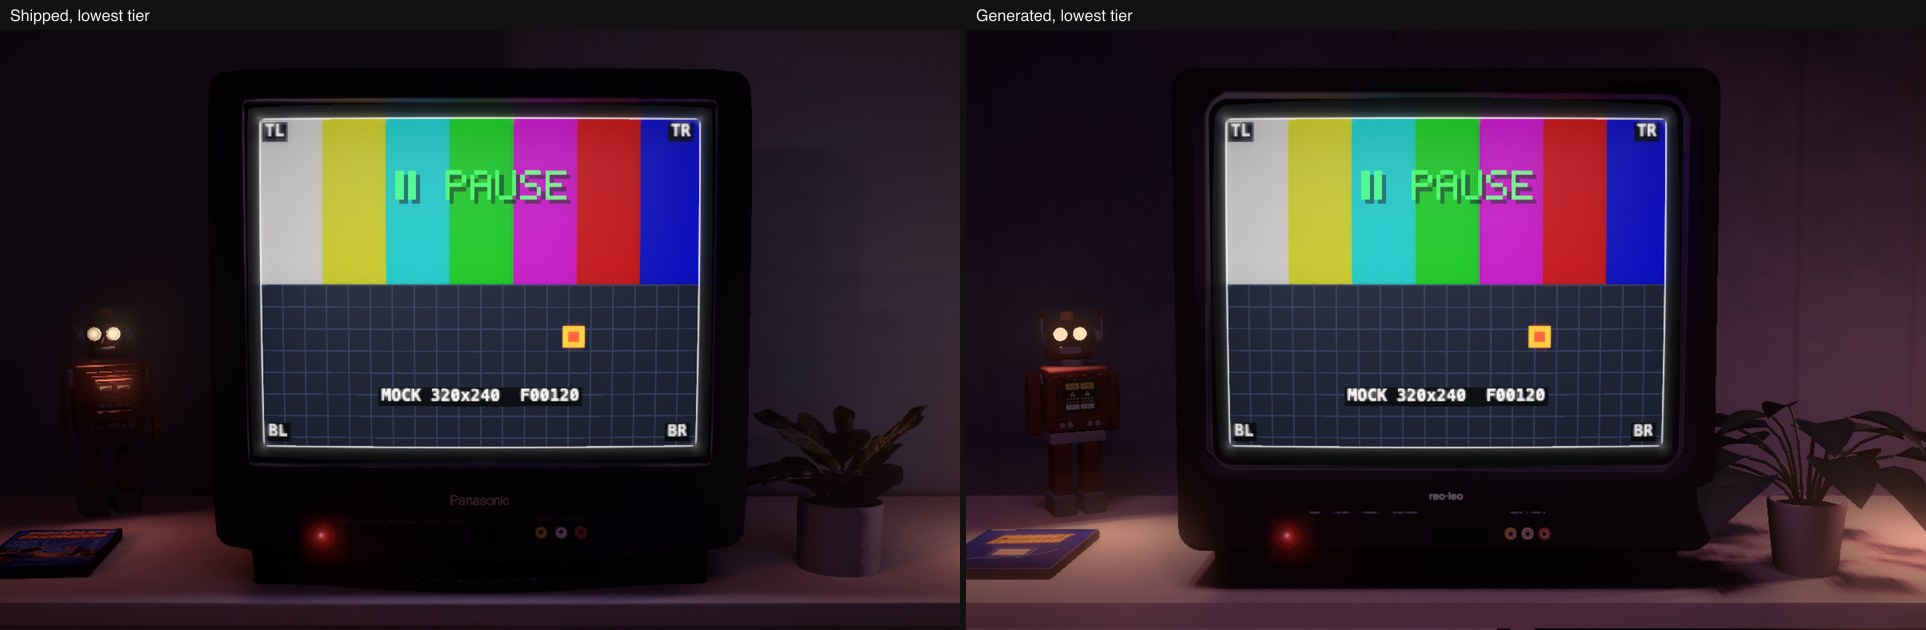 Shipped, lowest tier
TL
TR
II PAUSE
MOCK 320x240 F00120
BL
BR
Panasonic
Generated, lowest tier
TL
TR
II PAUSE
MOCK 320x240 F00120
BL
BR
reo·leo